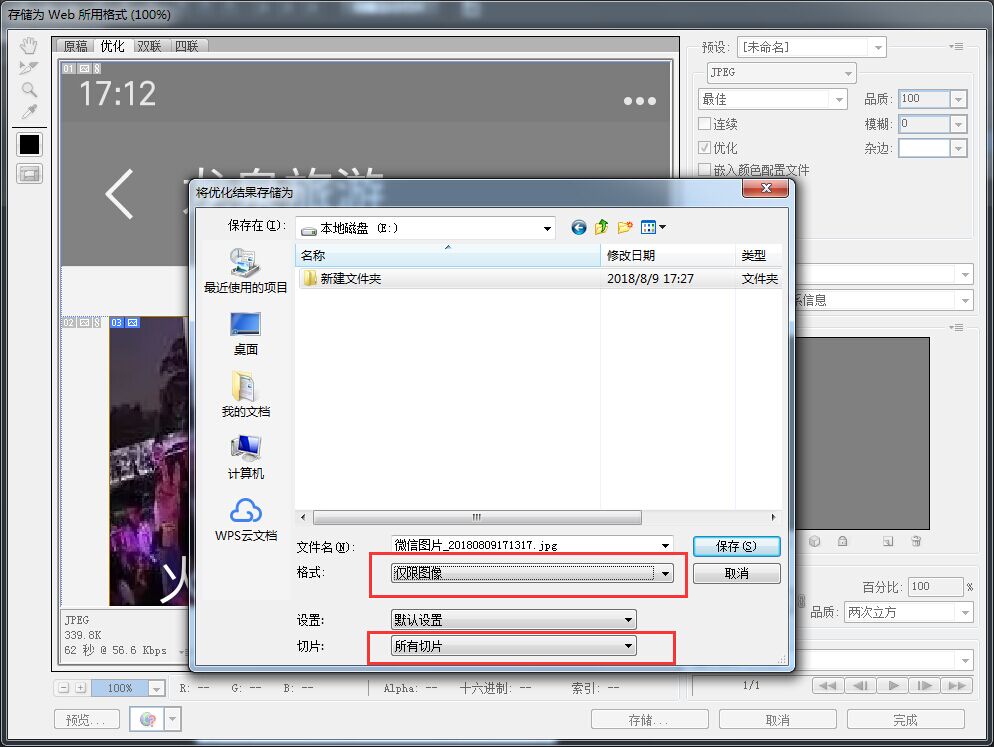 存储为 Web 所用格式 (100%)
原稿 优化 双联 四联
01
17:12
预设: [未命名]
JPEG
最佳 品质: 100
连续 模糊: 0
优化 杂边:
嵌入颜色配置文件
系信息
02 03
将优化结果存储为
保存在(I): 本地磁盘 (E:)
名称 修改日期 类型
新建文件夹 2018/8/9 17:27 文件夹
最近使用的项目
桌面
我的文档
计算机
WPS云文档
文件名(N): 微信图片_20180809171317.jpg 保存(S)
格式: 仅限图像 取消
设置: 默认设置
切片: 所有切片
火
JPEG
339.8K
62 秒 @ 56.6 Kbps
百分比: 100 %
品质: 两次立方
100% R: -- G: -- B: -- Alpha: -- 十六进制: -- 索引: -- 1/1
预览... 存储... 取消 完成